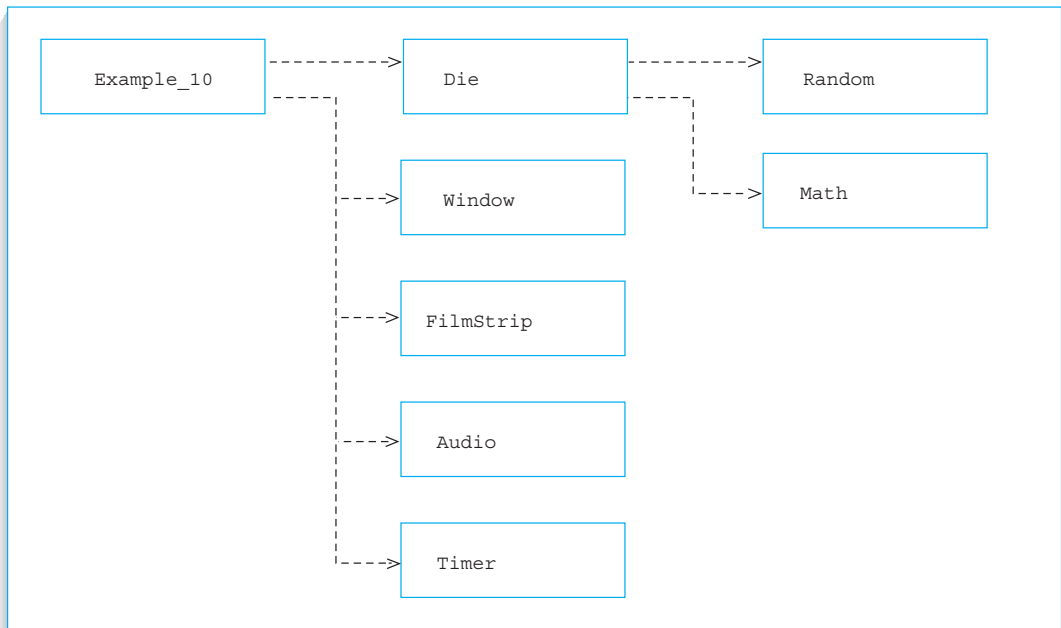 Example_10
Die
Random
Window
Math
FilmStrip
Audio
Timer